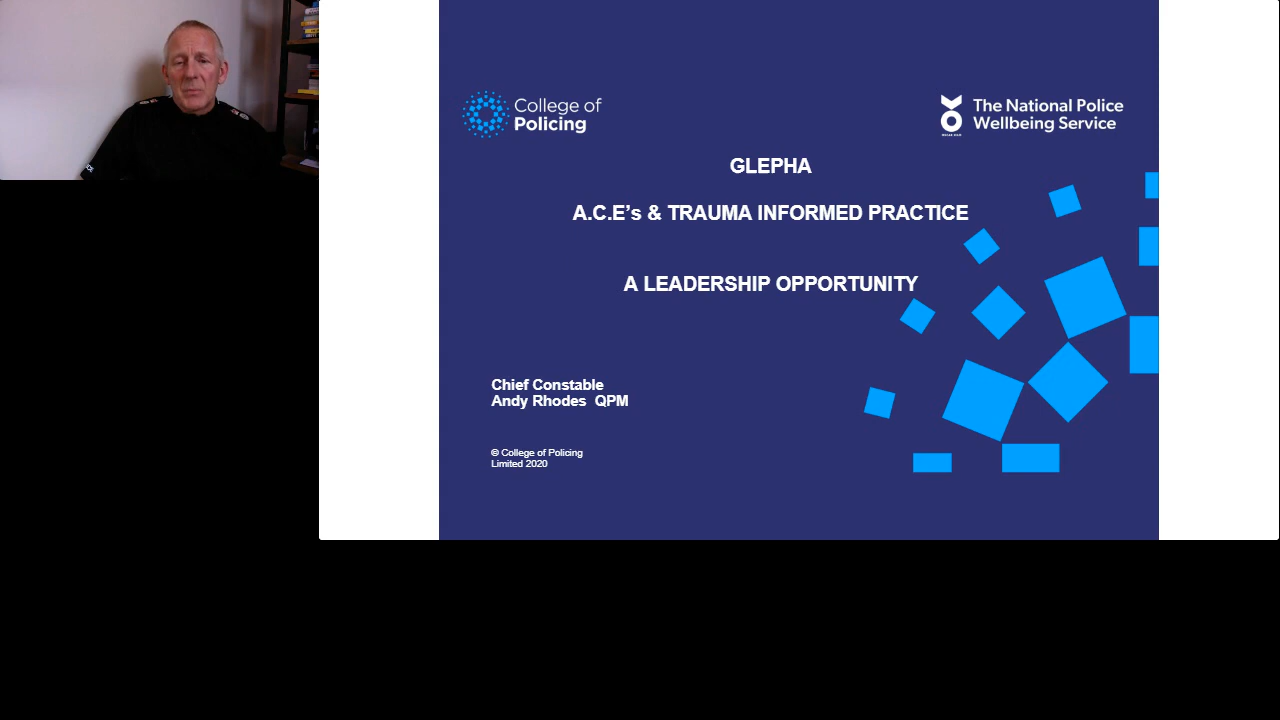 College of
Policing
The National Police
Wellbeing Service
GLEPHA
A.C.E’s & TRAUMA INFORMED PRACTICE
A LEADERSHIP OPPORTUNITY
Chief Constable
Andy Rhodes QPM
© College of Policing
Limited 2020